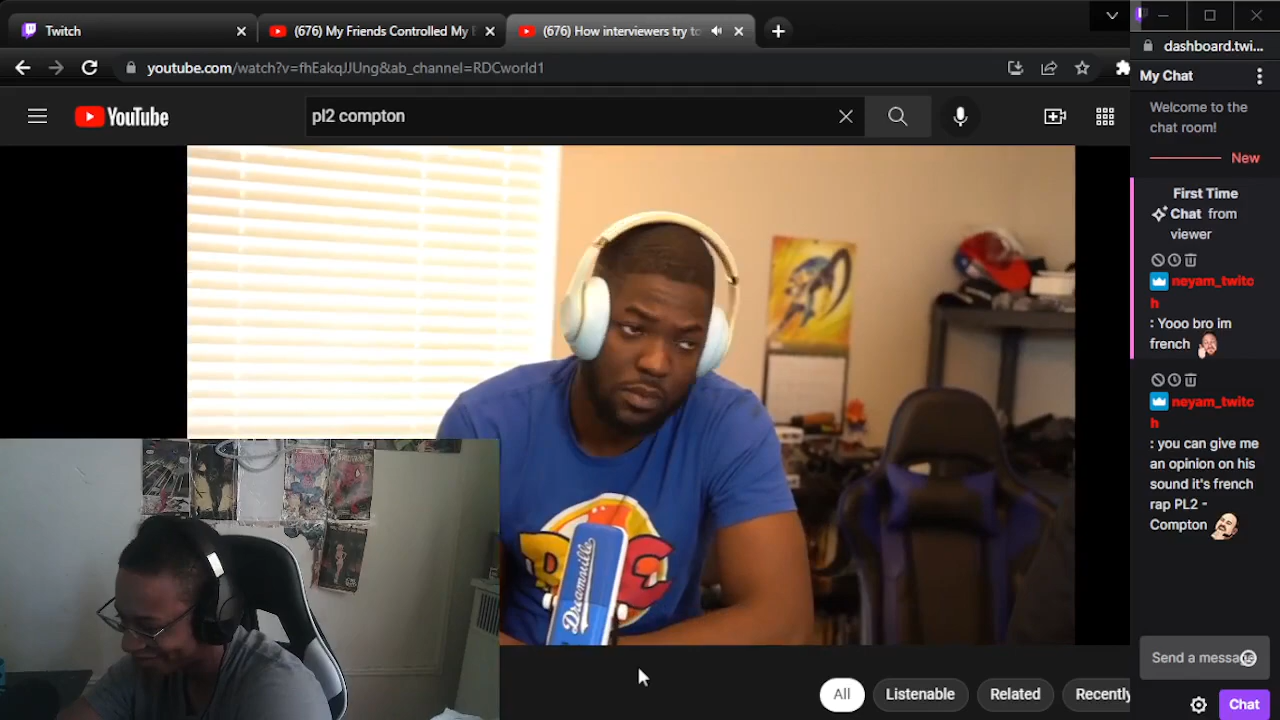 Twitch
(676) My Friends Controlled My
(676) How interviewers try to
dashboard.twi...
youtube.com/watch?v=fhEakqJJUng&ab_channel=RDCworld1
My Chat
YouTube
pl2 compton
Welcome to the
chat room!
New
First Time
Chat from
viewer
neyam_twitc
h
: Yooo bro im
french
neyam_twitc
h
: you can give me
an opinion on his
sound it's french
rap PL2 -
Compton
Dreamville
Send a message
All
Listenable
Related
Recently
Chat